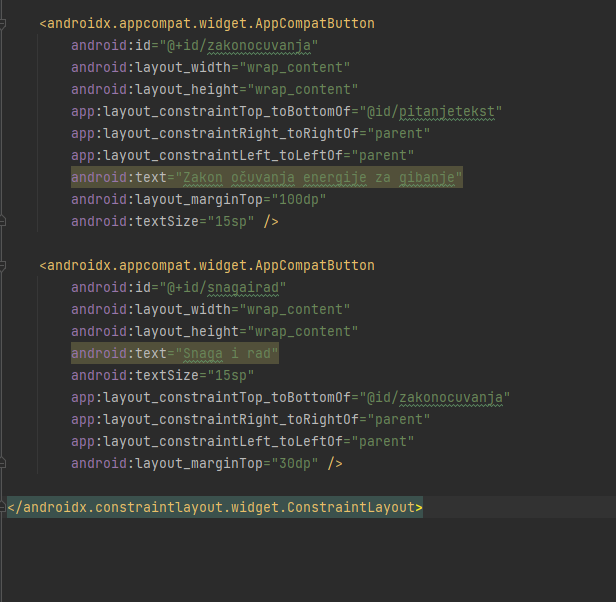 <androidx.appcompat.widget.AppCompatButton
android:id="@+id/zakonocuvanja"
android:layout_width="wrap_content"
android:layout_height="wrap_content"
app:layout_constraintTop_toBottomOf="@id/pitanjetekst"
app:layout_constraintRight_toRightOf="parent"
app:layout_constraintLeft_toLeftOf="parent"
android:text="Zakon očuvanja energije za gibanje"
android:layout_marginTop="100dp"
android:textSize="15sp" />
<androidx.appcompat.widget.AppCompatButton
android:id="@+id/snagairad"
android:layout_width="wrap_content"
android:layout_height="wrap_content"
android:text="Snaga i rad"
android:textSize="15sp"
app:layout_constraintTop_toBottomOf="@id/zakonocuvanja"
app:layout_constraintRight_toRightOf="parent"
app:layout_constraintLeft_toLeftOf="parent"
android:layout_marginTop="30dp" />
</androidx.constraintlayout.widget.ConstraintLayout>